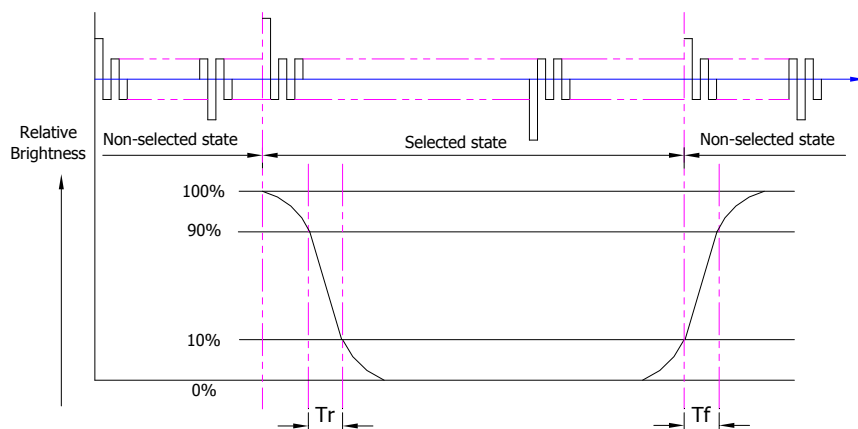 Relative
Brightness
Non-selected state
Selected state
Non-selected state
100%
90%
10%
0%
Tr
Tf